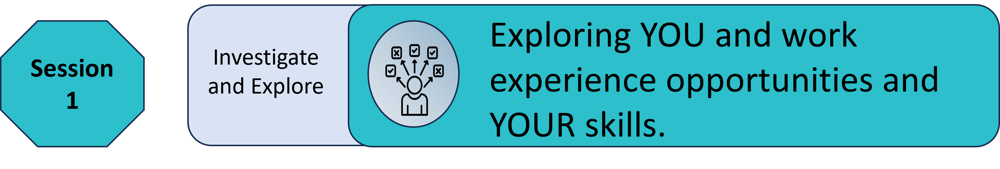 Session
1
Investigate
and Explore
Exploring YOU and work
experience opportunities and
YOUR skills.